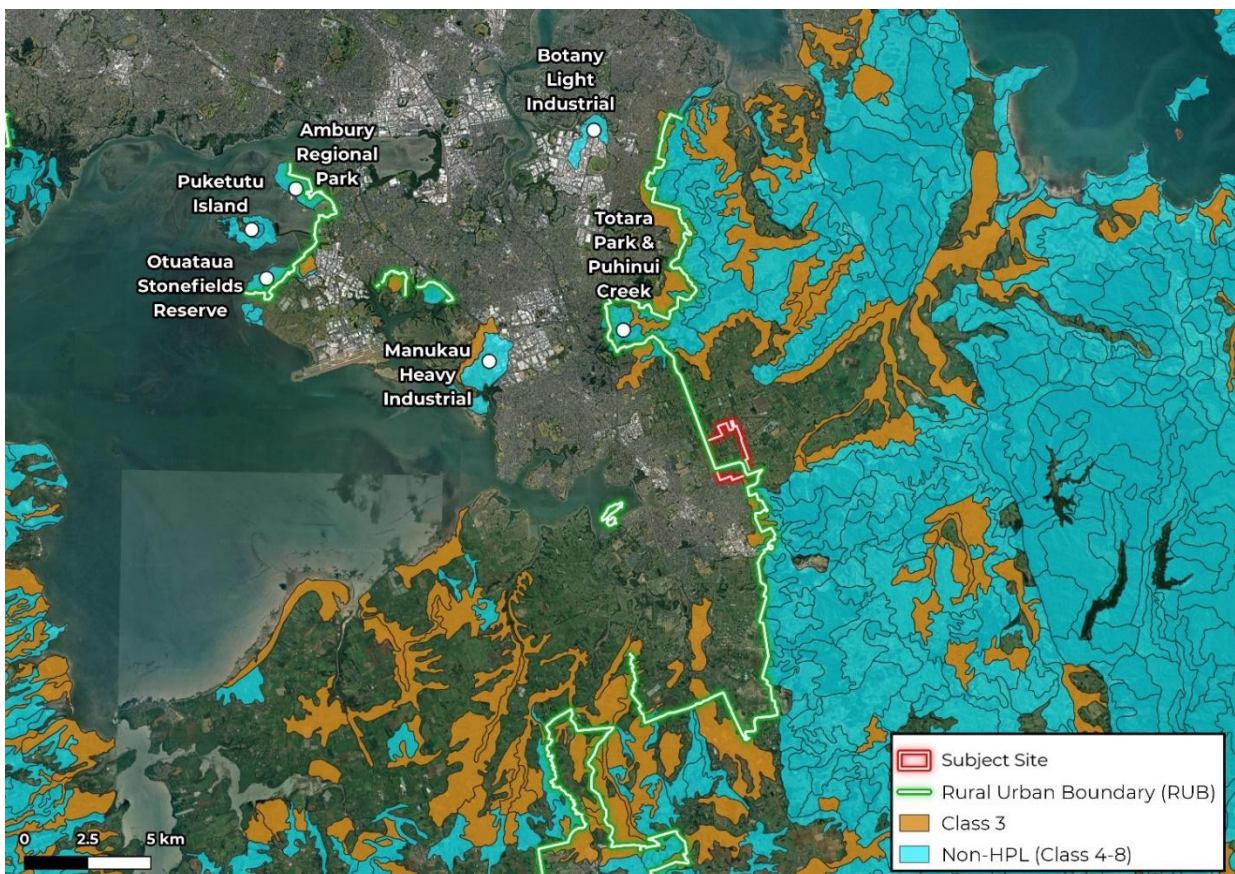 Botany
Light
Industrial
Ambury
Regional
Park
Puketutu
Island
Totara
Park &
Puhinui
Creek
Otuataua
Stonefields
Reserve
Manukau
Heavy
Industrial
Subject Site
Rural Urban Boundary (RUB)
Class 3
Non-HPL (Class 4-8)
0 2.5 5 km